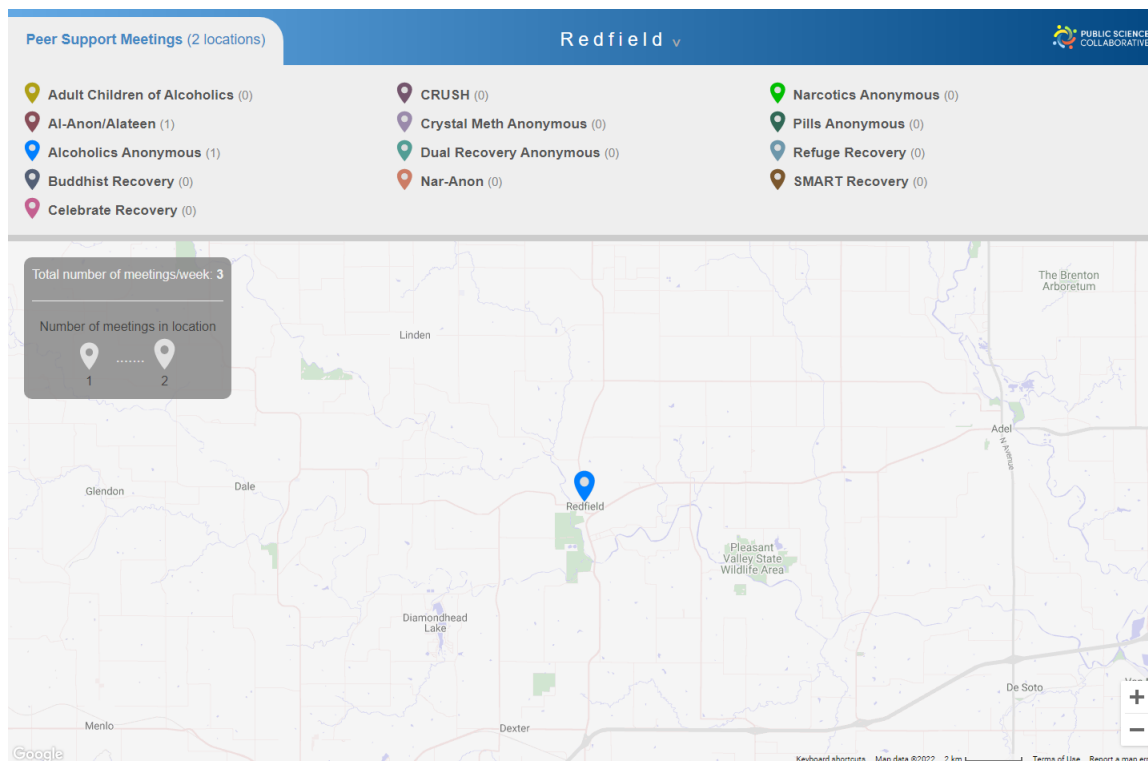 Peer Support Meetings (2 locations)
Redfield v
PUBLIC SCIENCE
COLLABORATIVE
Adult Children of Alcoholics (0)
Al-Anon/Alateen (1)
Alcoholics Anonymous (1)
Buddhist Recovery (0)
Celebrate Recovery (0)
CRUSH (0)
Crystal Meth Anonymous (0)
Dual Recovery Anonymous (0)
Nar-Anon (0)
Narcotics Anonymous (0)
Pills Anonymous (0)
Refuge Recovery (0)
SMART Recovery (0)
Total number of meetings/week: 3
Number of meetings in location
1 ....... 2
The Brenton
Arboretum
Linden
Adel
N Avenue
Glendon
Dale
Redfield
Pleasant
Valley State
Wildlife Area
Diamondhead
Lake
De Soto
Menlo
Dexter
+
−
Google
Keyboard shortcuts Map data ©2022 2 km Terms of Use Report a map